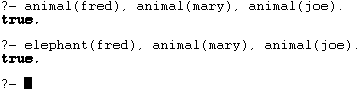 ?- animal(fred), animal(mary), animal(joe).
true.
?- elephant(fred), animal(mary), animal(joe).
true.
?-